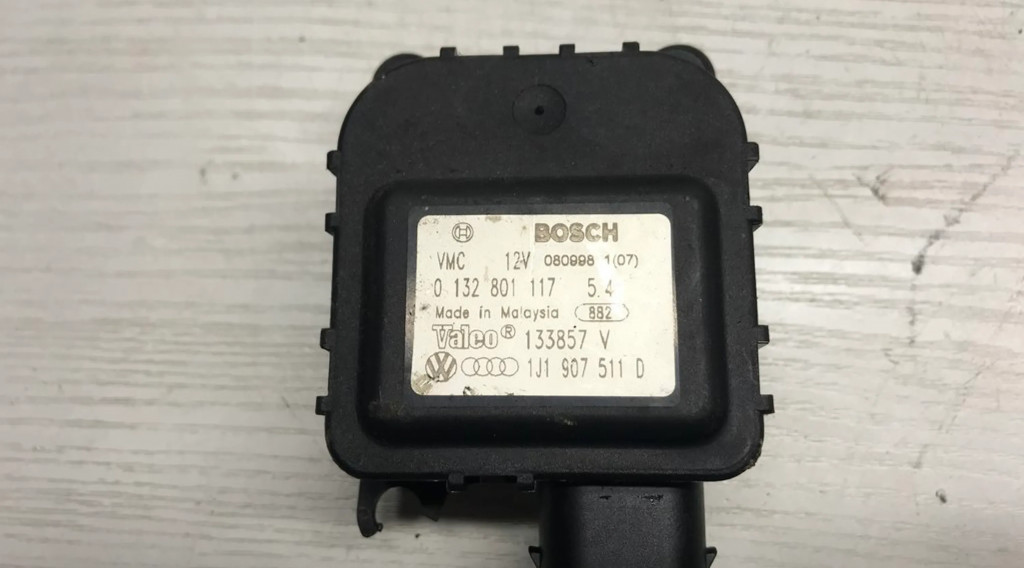 BOSCH
VMC 12V 080998 1(07)
0 132 801 117 5.4
Made in Malaysia 882
Valeo® 133857 V
1J1 907 511 D